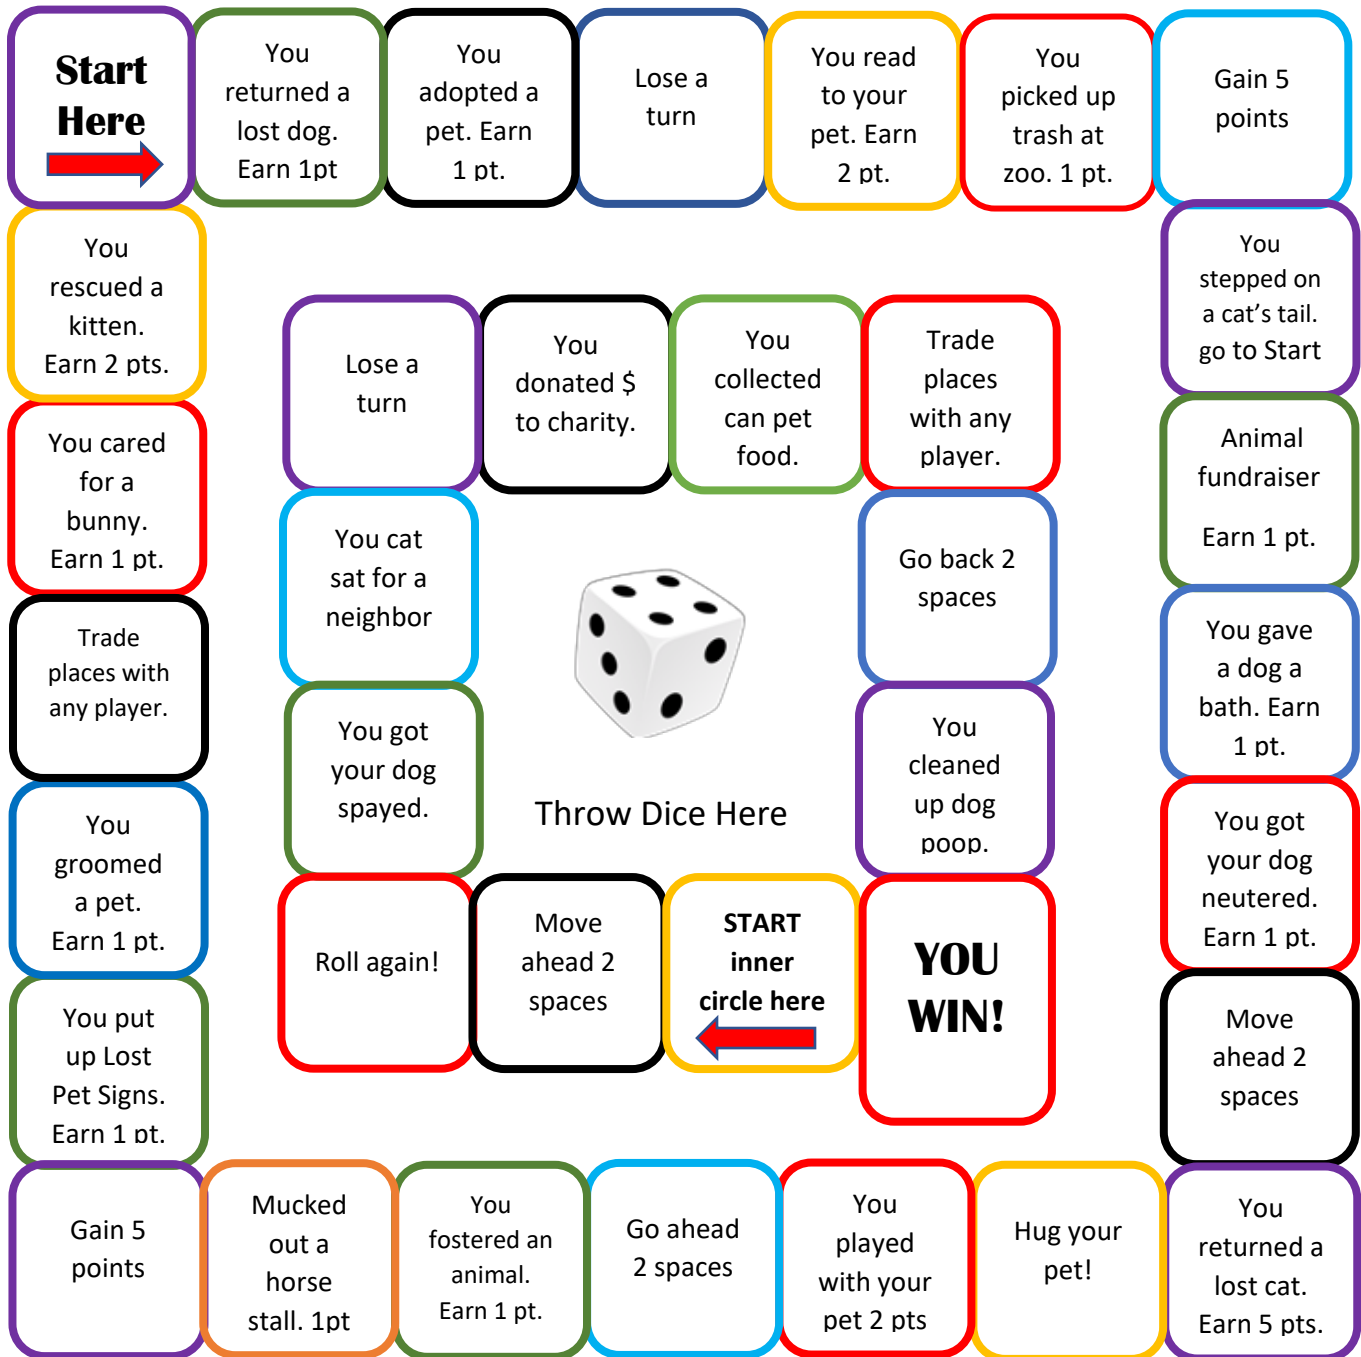 Start
Here
You
returned a
lost dog.
Earn 1pt
You
adopted a
pet. Earn
1 pt.
Lose a
turn
You read
to your
pet. Earn
2 pt.
You
picked up
trash at
zoo. 1 pt.
Gain 5
points
You
stepped on
a cat’s tail.
go to Start
Animal
fundraiser
Earn 1 pt.
You gave
a dog a
bath. Earn
1 pt.
You got
your dog
neutered.
Earn 1 pt.
Move
ahead 2
spaces
You
returned a
lost cat.
Earn 5 pts.
Hug your
pet!
You
played
with your
pet 2 pts
Go ahead
2 spaces
You
fostered an
animal.
Earn 1 pt.
Mucked
out a
horse
stall. 1pt
Gain 5
points
You put
up Lost
Pet Signs.
Earn 1 pt.
You
groomed
a pet.
Earn 1 pt.
Trade
places with
any player.
You cared
for a
bunny.
Earn 1 pt.
You
rescued a
kitten.
Earn 2 pts.
START
inner
circle here
Move
ahead 2
spaces
Roll again!
You got
your dog
spayed.
You cat
sat for a
neighbor
Lose a
turn
You
donated $
to charity.
You
collected
can pet
food.
Trade
places
with any
player.
Go back 2
spaces
You
cleaned
up dog
poop.
YOU
WIN!
Throw Dice Here